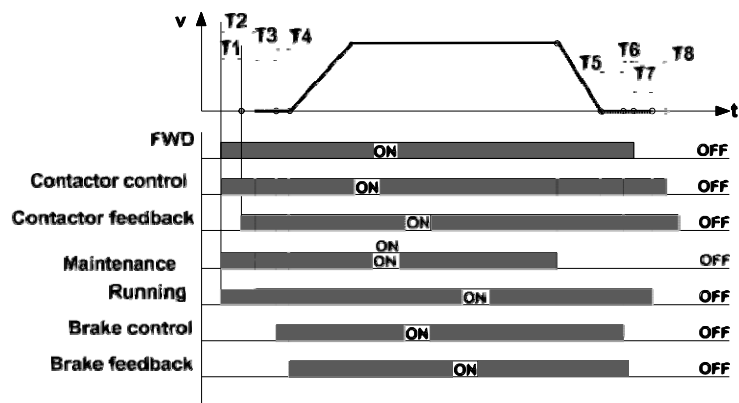 v
T2
T1
T3
T4
T5
T6
T7
T8
t
FWD ON OFF
Contactor control ON OFF
Contactor feedback ON OFF
ON
Maintenance ON OFF
Running ON OFF
Brake control ON OFF
Brake feedback ON OFF